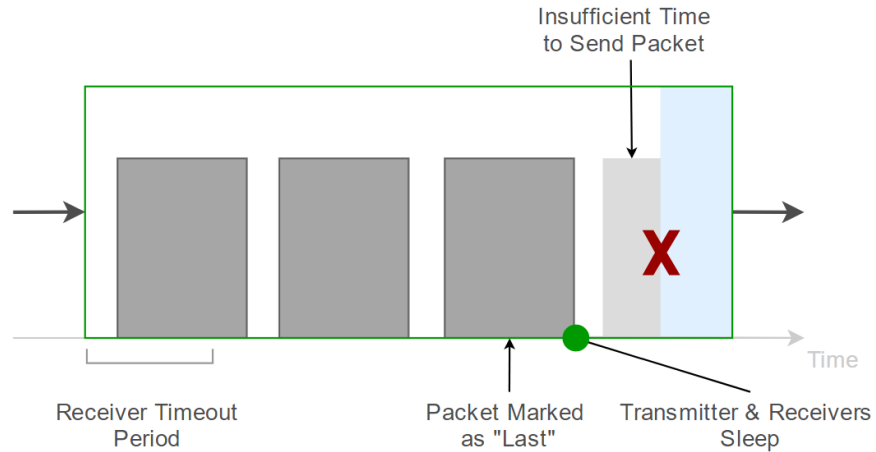 Insufficient Time
to Send Packet
X
Time
Receiver Timeout
Period
Packet Marked
as "Last"
Transmitter & Receivers
Sleep